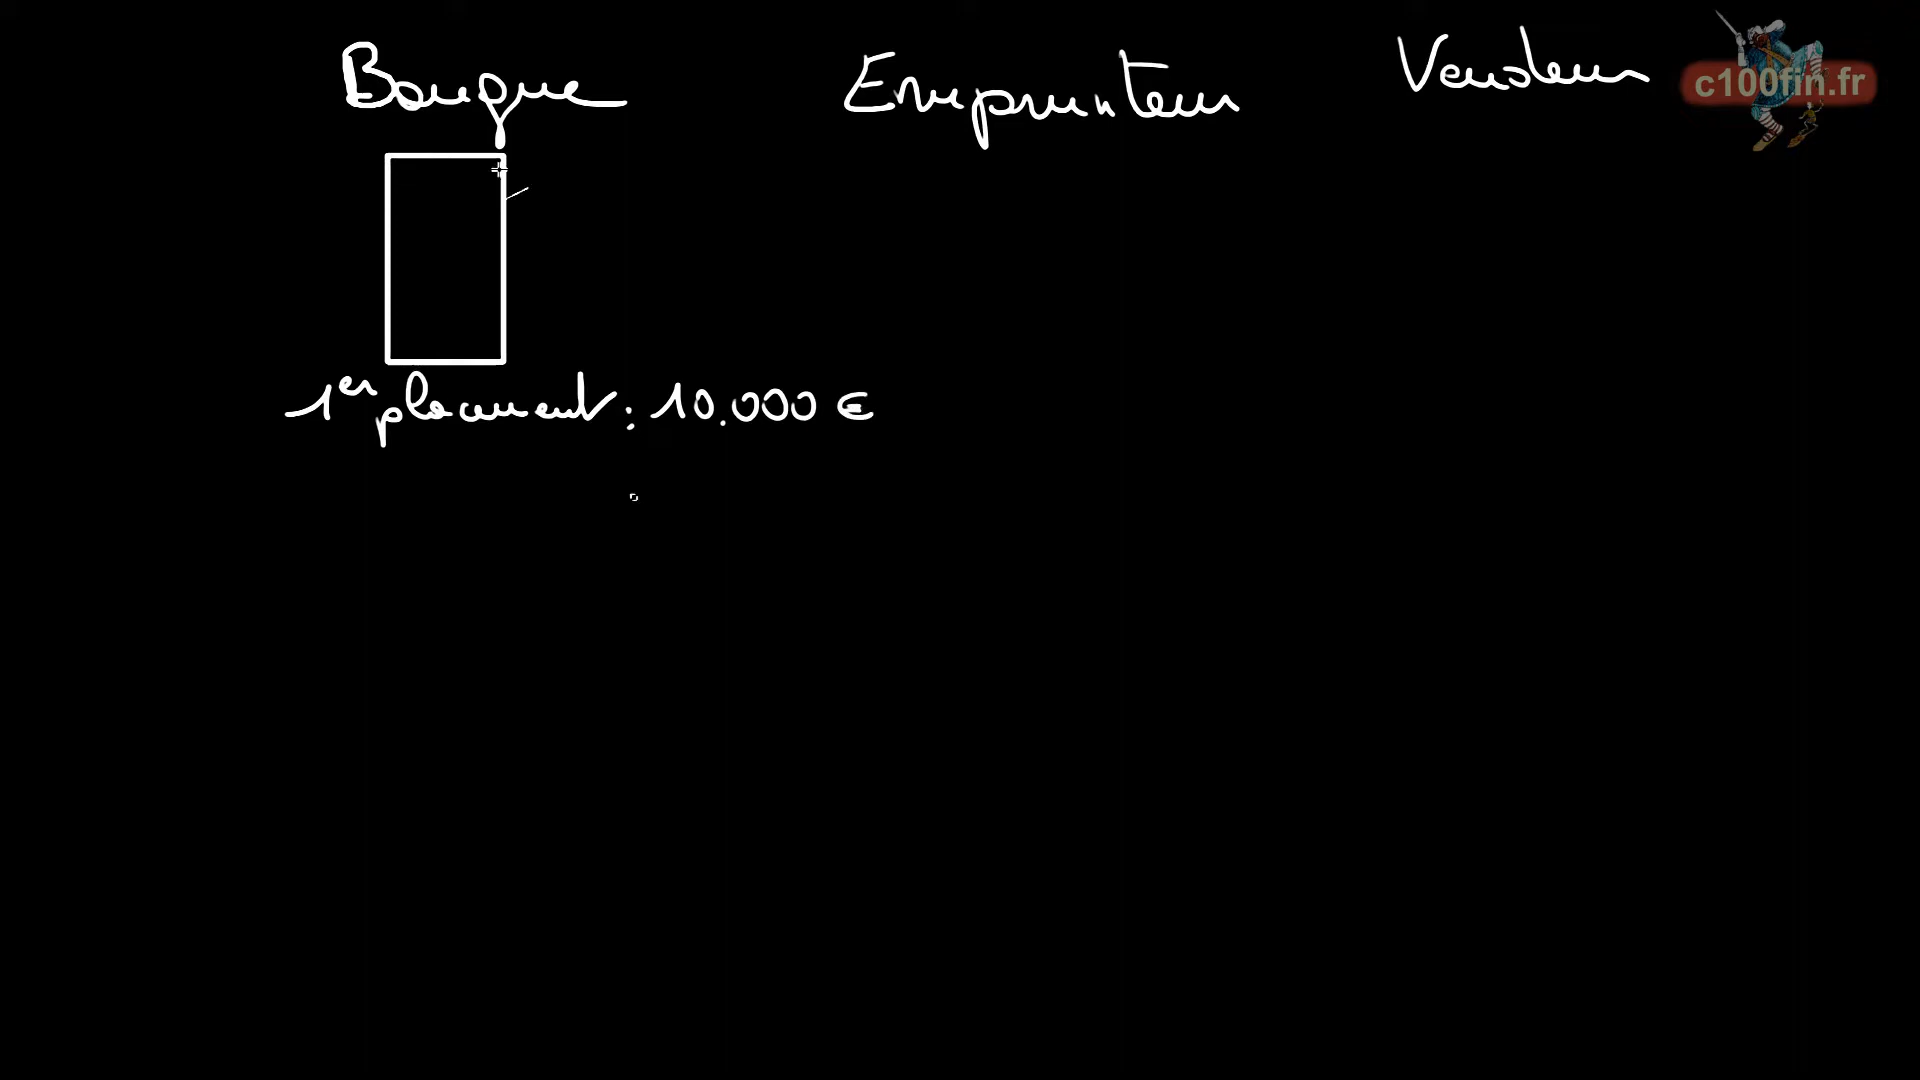 Banque Emprunteur Vendeur
c100fin.fr
1er placement : 10.000 €